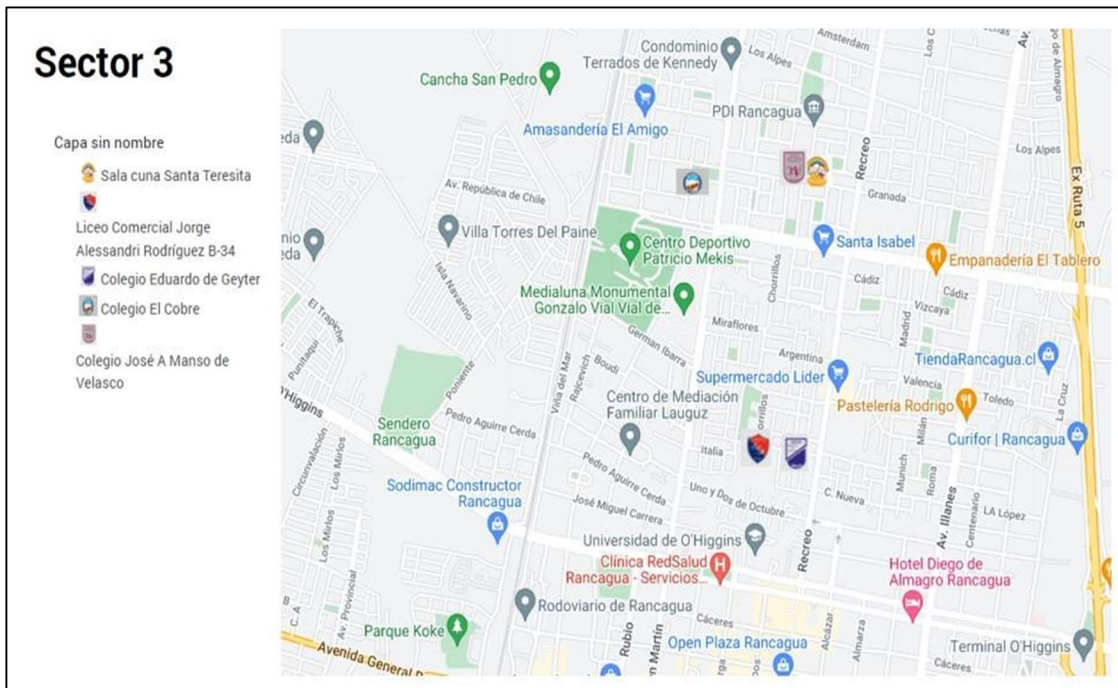 Sector 3
Capa sin nombre
Sala cuna Santa Teresita
Liceo Comercial Jorge
Alessandri Rodríguez B-34
Colegio Eduardo de Geyter
Colegio El Cobre
Colegio José A Manso de
Velasco
Condominio
Terrados de Kennedy
Los Alpes
Amsterdam
Cancha San Pedro
Amasandería El Amigo
PDI Rancagua
Los Alpes
Av. República de Chile
Granada
Recreo
Ex Ruta 5
Villa Torres Del Paine
Centro Deportivo
Patricio Mekis
Santa Isabel
Empanadería El Tablero
Isla Navarino
Medialuna Monumental
Gonzalo Vial Vial de...
Chorrillos
Cádiz
Cádiz
Vizcaya
Miraflores
Madrid
El Trapiche
Puntaqui
German Ibarra
Argentina
TiendaRancagua.cl
Viña del Mar
Rajcevich
Boudi
Supermercado Lider
Valencia
Toledo
La Cruz
Poniente
Centro de Mediación
Familiar Lauguz
Pastelería Rodrigo
O'Higgins
Sendero
Rancagua
Pedro Aguirre Cerda
Milán
Curifor | Rancagua
Circunvalación
Los Mirlos
Italia
Pedro Aguirre Cerda
Munich
Roma
Sodimac Constructor
Rancagua
José Miguel Carrera
Uno y Dos de Octubre
C. Nueva
Av. Illanes
Centenario
LA López
Los Mirlos
Universidad de O'Higgins
Recreo
Clínica RedSalud
Rancagua - Servicios...
Hotel Diego de
Almagro Rancagua
Av. Provincial
Rodoviario de Rancagua
Parque Koke
Cáceres
Rubio
Alcázar
Almarza
Open Plaza Rancagua
Terminal O'Higgins
Avenida General
Cáceres